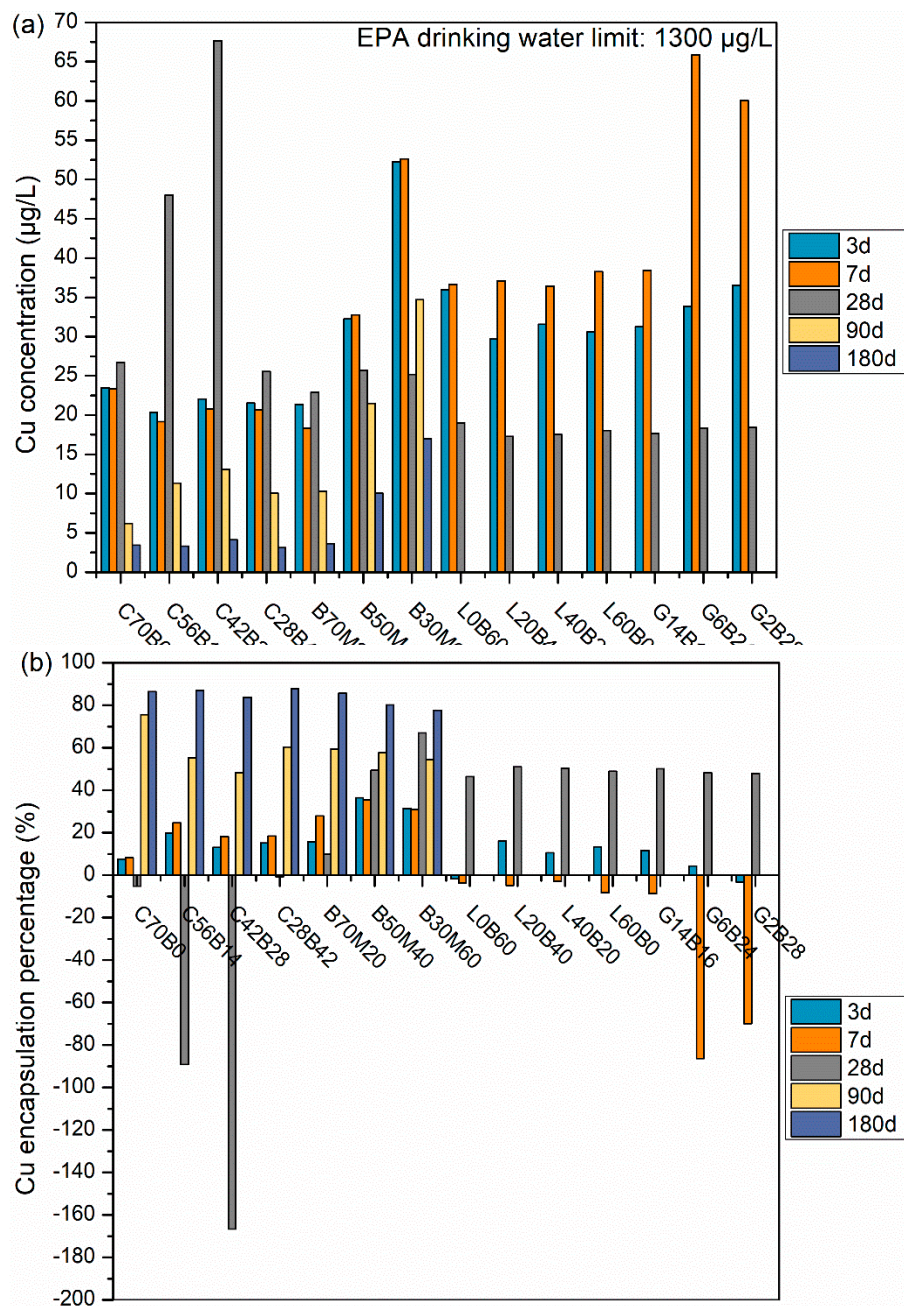 (a)
EPA drinking water limit: 1300 µg/L
Cu concentration (µg/L)
70
65
60
55
50
45
40
35
30
25
20
15
10
5
0
3d
7d
28d
90d
180d
C70B
C56B
C42B
C28B
B70M
B50M
B30M
L0B60
L20B4
L40B
L60B0
G14B
G6B2
G2B28
(b)
Cu encapsulation percentage (%)
100
80
60
40
20
0
-20
-40
-60
-80
-100
-120
-140
-160
-180
-200
C70B0
C56B14
C42B28
C28B42
B70M20
B50M40
B30M60
L0B60
L20B40
L40B20
L60B0
G14B16
G6B24
G2B28
3d
7d
28d
90d
180d